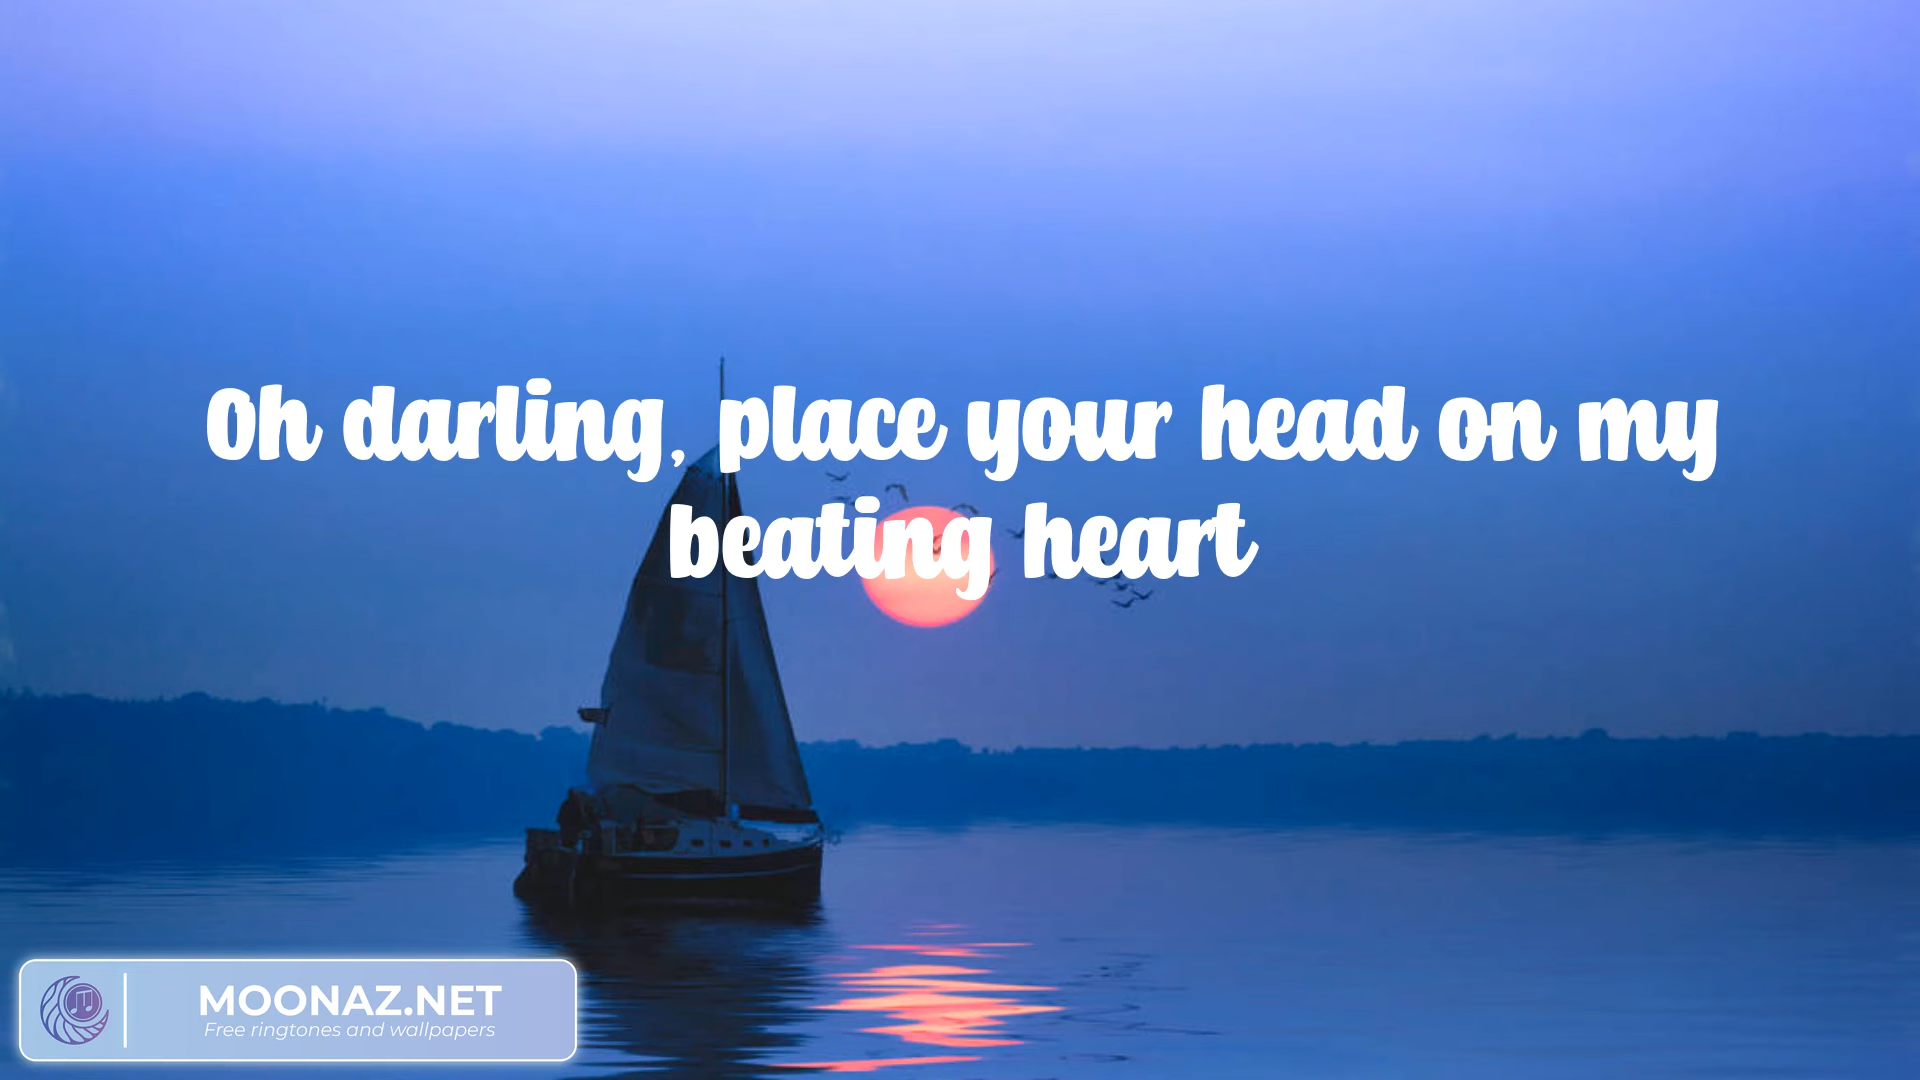 Oh darling, place your head on my
beating heart
MOONAZ.NET
Free ringtones and wallpapers